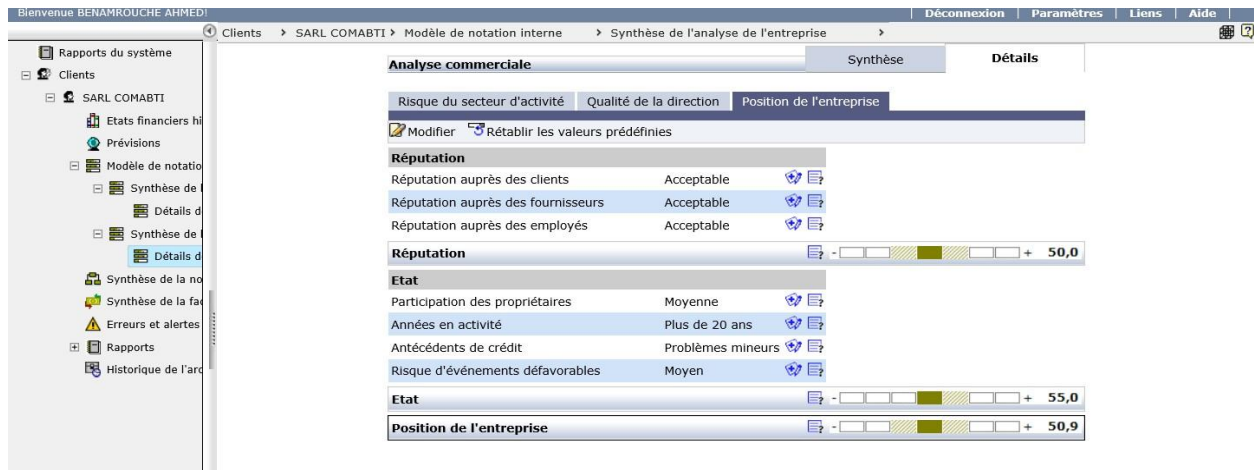 Bienvenue BENAMROUCHE AHMED!
Déconnexion | Paramètres | Liens | Aide |
Clients > SARL COMABTI > Modèle de notation interne > Synthèse de l'analyse de l'entreprise >
Rapports du système
Clients
SARL COMABTI
Etats financiers hi
Prévisions
Modèle de notatio
Synthèse de l
Détails d
Synthèse de l
Détails d
Synthèse de la no
Synthèse de la fac
Erreurs et alertes
Rapports
Historique de l'arc
Analyse commerciale
Synthèse Détails
Risque du secteur d'activité Qualité de la direction Position de l'entreprise
Modifier Rétablir les valeurs prédéfinies
Réputation
Réputation auprès des clients Acceptable
Réputation auprès des fournisseurs Acceptable
Réputation auprès des employés Acceptable
Réputation - + 50,0
Etat
Participation des propriétaires Moyenne
Années en activité Plus de 20 ans
Antécédents de crédit Problèmes mineurs
Risque d'événements défavorables Moyen
Etat - + 55,0
Position de l'entreprise - + 50,9